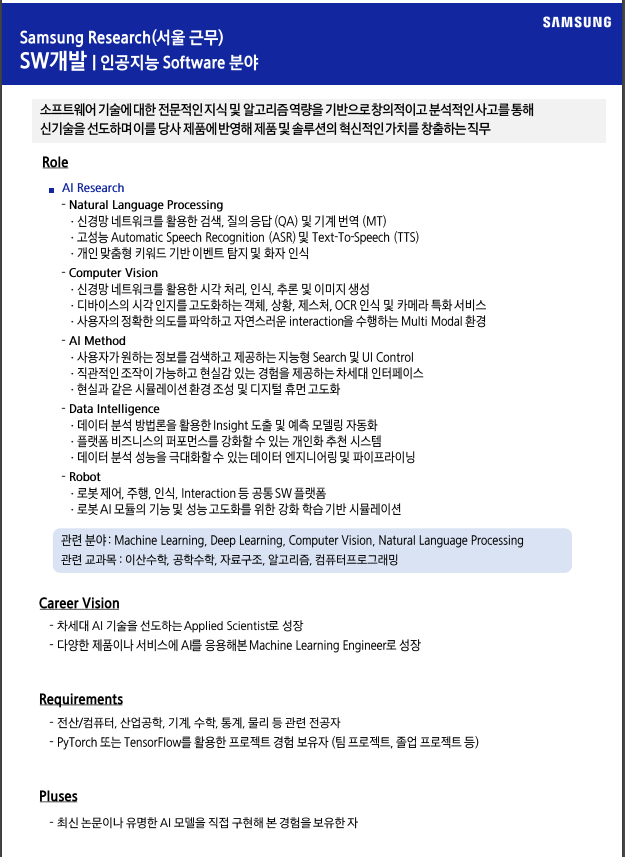 SAMSUNG
Samsung Research(서울 근무)
SW개발 | 인공지능 Software 분야
소프트웨어 기술에 대한 전문적인 지식 및 알고리즘 역량을 기반으로 창의적이고 분석적인 사고를 통해
신기술을 선도하며 이를 당사 제품에 반영해 제품 및 솔루션의 혁신적인 가치를 창출하는 직무
Role
■ AI Research
- Natural Language Processing
· 신경망 네트워크를 활용한 검색, 질의 응답 (QA) 및 기계 번역 (MT)
· 고성능 Automatic Speech Recognition (ASR) 및 Text-To-Speech (TTS)
· 개인 맞춤형 키워드 기반 이벤트 탐지 및 화자 인식
- Computer Vision
· 신경망 네트워크를 활용한 시각 처리, 인식, 추론 및 이미지 생성
· 디바이스의 시각 인지를 고도화하는 객체, 상황, 제스처, OCR 인식 및 카메라 특화 서비스
· 사용자의 정확한 의도를 파악하고 자연스러운 interaction을 수행하는 Multi Modal 환경
- AI Method
· 사용자가 원하는 정보를 검색하고 제공하는 지능형 Search 및 UI Control
· 직관적인 조작이 가능하고 현실감 있는 경험을 제공하는 차세대 인터페이스
· 현실과 같은 시뮬레이션 환경 조성 및 디지털 휴먼 고도화
- Data Intelligence
· 데이터 분석 방법론을 활용한 Insight 도출 및 예측 모델링 자동화
· 플랫폼 비즈니스의 퍼포먼스를 강화할 수 있는 개인화 추천 시스템
· 데이터 분석 성능을 극대화할 수 있는 데이터 엔지니어링 및 파이프라이닝
- Robot
· 로봇 제어, 주행, 인식, Interaction 등 공통 SW 플랫폼
· 로봇 AI 모듈의 기능 및 성능 고도화를 위한 강화 학습 기반 시뮬레이션
관련 분야 : Machine Learning, Deep Learning, Computer Vision, Natural Language Processing
관련 교과목 : 이산수학, 공학수학, 자료구조, 알고리즘, 컴퓨터프로그래밍
Career Vision
- 차세대 AI 기술을 선도하는 Applied Scientist로 성장
- 다양한 제품이나 서비스에 AI를 응용해본 Machine Learning Engineer로 성장
Requirements
- 전산/컴퓨터, 산업공학, 기계, 수학, 통계, 물리 등 관련 전공자
- PyTorch 또는 TensorFlow를 활용한 프로젝트 경험 보유자 (팀 프로젝트, 졸업 프로젝트 등)
Pluses
- 최신 논문이나 유명한 AI 모델을 직접 구현해 본 경험을 보유한 자